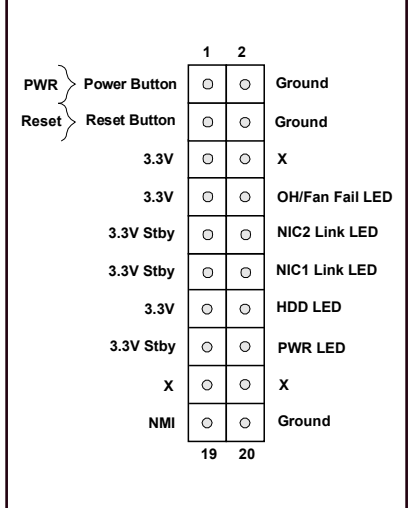 1 2
PWR Power Button Ground
Reset Reset Button Ground
3.3V X
3.3V OH/Fan Fail LED
3.3V Stby NIC2 Link LED
3.3V Stby NIC1 Link LED
3.3V HDD LED
3.3V Stby PWR LED
X X
NMI Ground
19 20